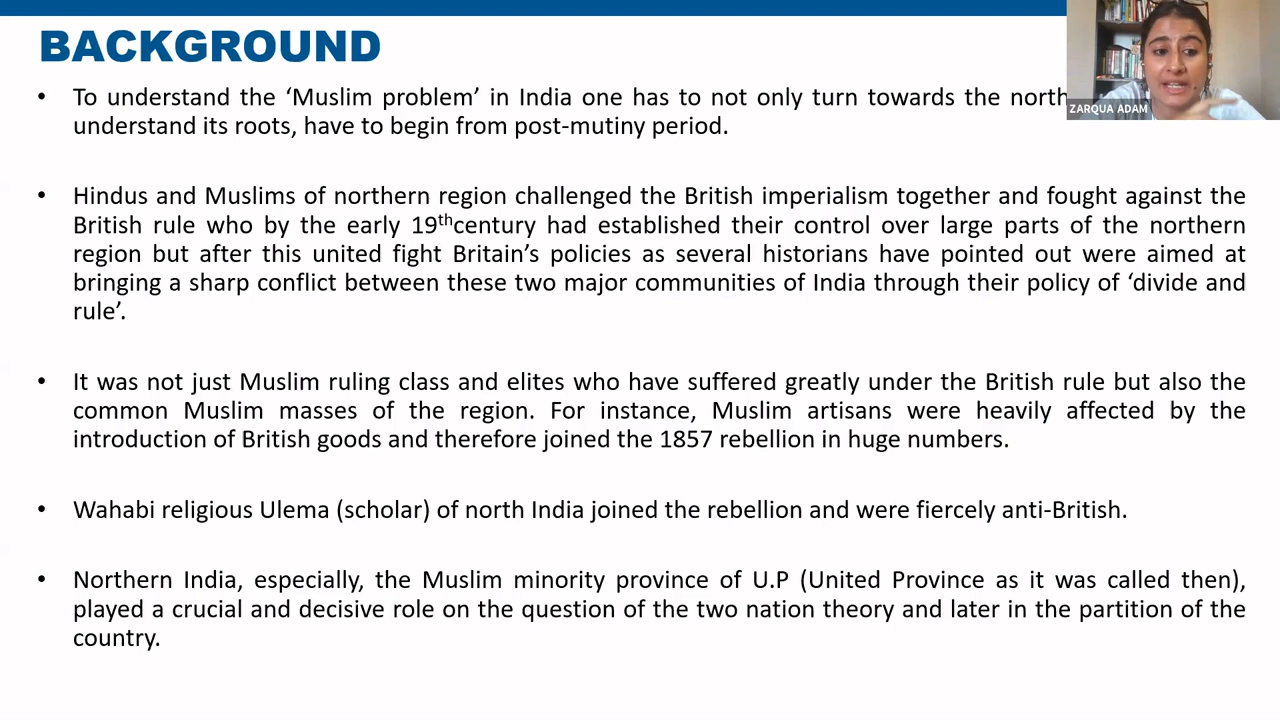 BACKGROUND
• To understand the ‘Muslim problem’ in India one has to not only turn towards the north
understand its roots, have to begin from post-mutiny period.
• Hindus and Muslims of northern region challenged the British imperialism together and fought against the
British rule who by the early 19thcentury had established their control over large parts of the northern
region but after this united fight Britain’s policies as several historians have pointed out were aimed at
bringing a sharp conflict between these two major communities of India through their policy of ‘divide and
rule’.
• It was not just Muslim ruling class and elites who have suffered greatly under the British rule but also the
common Muslim masses of the region. For instance, Muslim artisans were heavily affected by the
introduction of British goods and therefore joined the 1857 rebellion in huge numbers.
• Wahabi religious Ulema (scholar) of north India joined the rebellion and were fiercely anti-British.
• Northern India, especially, the Muslim minority province of U.P (United Province as it was called then),
played a crucial and decisive role on the question of the two nation theory and later in the partition of the
country.
ZARQUA ADAM